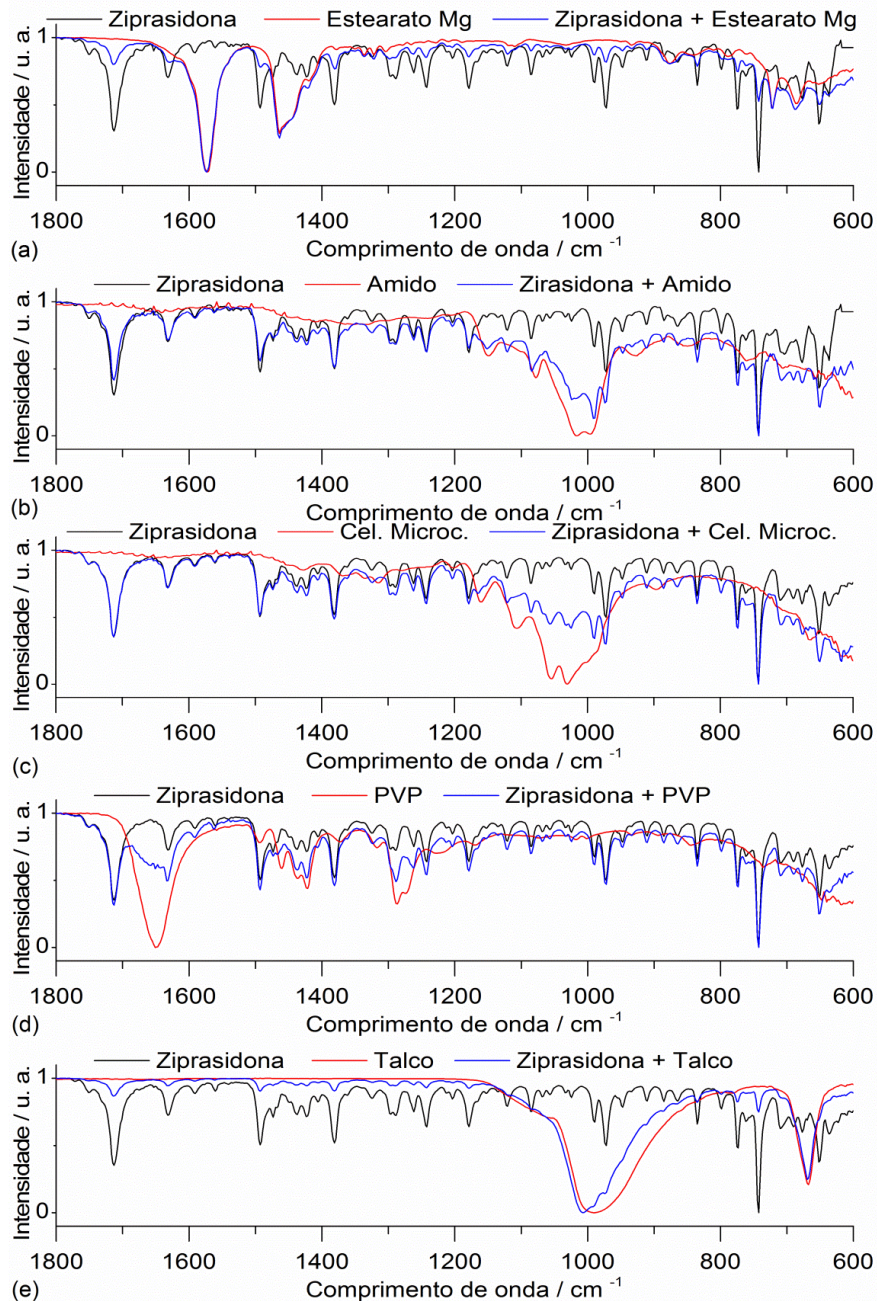 Ziprasidona Estearato Mg Ziprasidona + Estearato Mg
Intensidade / u. a.
1
0
1800 1600 1400 1200 1000 800 600
(a) Comprimento de onda / cm -1
Ziprasidona Amido Zirasidona + Amido
Intensidade / u. a.
1
0
1800 1600 1400 1200 1000 800 600
(b) Comprimento de onda / cm -1
Ziprasidona Cel. Microc. Ziprasidona + Cel. Microc.
Intensidade / u. a.
1
0
1800 1600 1400 1200 1000 800 600
(c) Comprimento de onda / cm -1
Ziprasidona PVP Ziprasidona + PVP
Intensidade / u. a.
1
0
1800 1600 1400 1200 1000 800 600
(d) Comprimento de onda / cm -1
Ziprasidona Talco Ziprasidona + Talco
Intensidade / u. a.
1
0
1800 1600 1400 1200 1000 800 600
(e) Comprimento de onda / cm -1